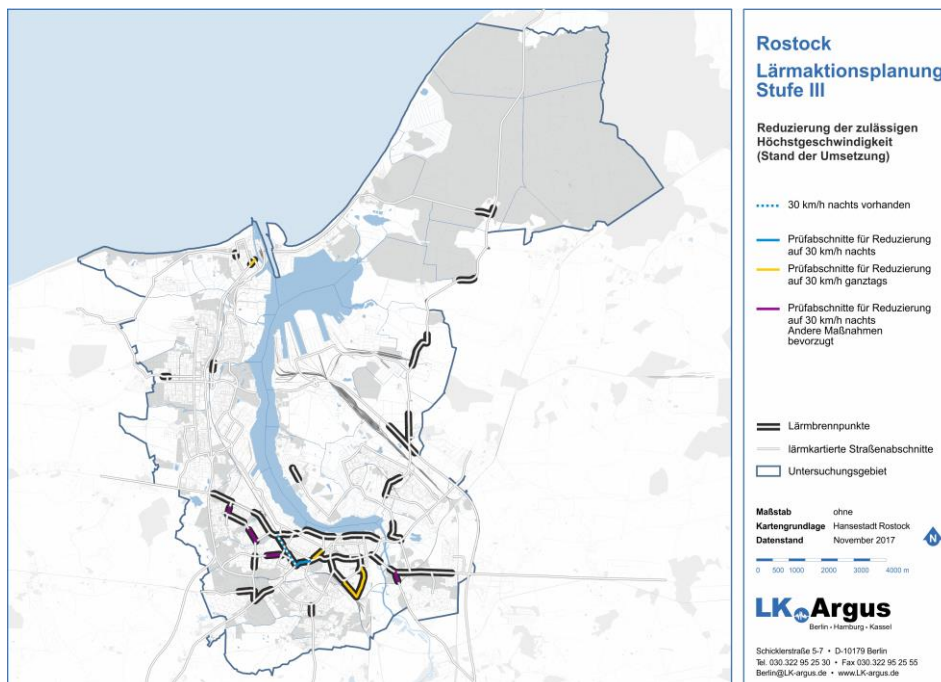 Rostock
Lärmaktionsplanung
Stufe III
Reduzierung der zulässigen
Höchstgeschwindigkeit
(Stand der Umsetzung)
30 km/h nachts vorhanden
Prüfabschnitte für Reduzierung
auf 30 km/h nachts
Prüfabschnitte für Reduzierung
auf 30 km/h ganztags
Prüfabschnitte für Reduzierung
auf 30 km/h nachts
Andere Maßnahmen
bevorzugt
Lärmbrennpunkte
lärmkartierte Straßenabschnitte
Untersuchungsgebiet
Maßstab ohne
Kartengrundlage Hansestadt Rostock
Datenstand November 2017
N
0 500 1000 2000 3000 4000 m
LK Argus
Berlin • Hamburg • Kassel
Schicklerstraße 5-7 • D-10179 Berlin
Tel. 030.322 95 25 30 • Fax 030.322 95 25 55
Berlin@LK-argus.de • www.LK-argus.de